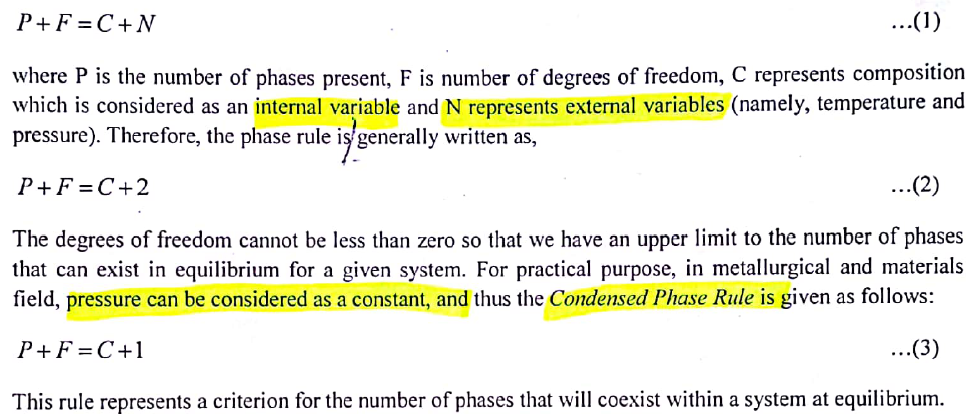 P + F = C + N ...(1)
where P is the number of phases present, F is number of degrees of freedom, C represents composition
which is considered as an internal variable and N represents external variables (namely, temperature and
pressure). Therefore, the phase rule is generally written as,
P + F = C + 2 ...(2)
The degrees of freedom cannot be less than zero so that we have an upper limit to the number of phases
that can exist in equilibrium for a given system. For practical purpose, in metallurgical and materials
field, pressure can be considered as a constant, and thus the Condensed Phase Rule is given as follows:
P + F = C + 1 ...(3)
This rule represents a criterion for the number of phases that will coexist within a system at equilibrium.